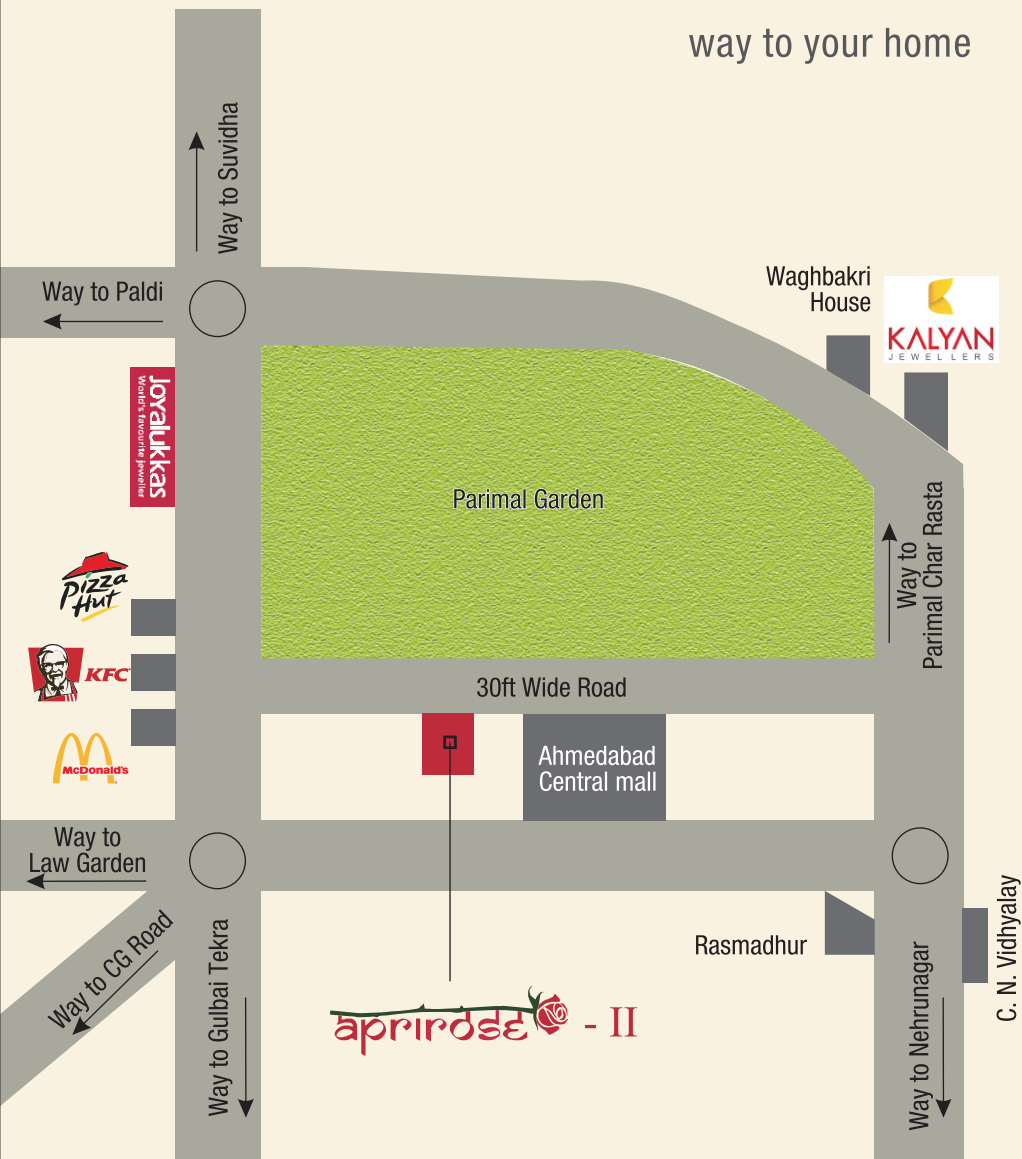 way to your home
Way to Suvidha
Way to Paldi
Waghbakri
House
KALYAN
JEWELLERS
Joyalukkas
World's favourite jeweller
Parimal Garden
Way to
Parimal Char Rasta
Pizza
Hut
KFC
30ft Wide Road
McDonald's
Ahmedabad
Central mall
Way to
Law Garden
Way to CG Road
Way to Gulbai Tekra
Rasmadhur
C. N. Vidhyalay
Way to Nehrunagar
aprirose - II